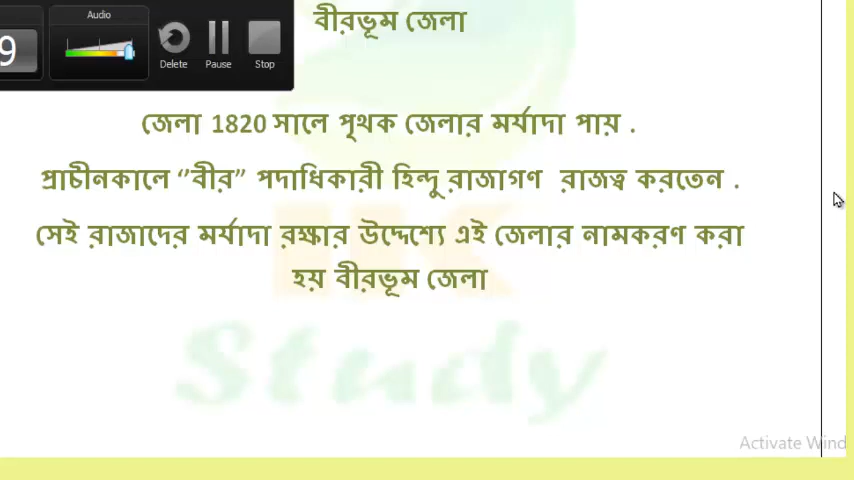 Audio
9
Delete
Pause
Stop
বীরভূম জেলা
জেলা 1820 সালে পৃথক জেলার মর্যাদা পায় .
প্রাচীনকালে “বীর” পদাধিকারী হিন্দু রাজাগণ রাজত্ব করতেন .
সেই রাজাদের মর্যাদা রক্ষার উদ্দেশ্যে এই জেলার নামকরণ করা
হয় বীরভূম জেলা
Study
Activate Wind